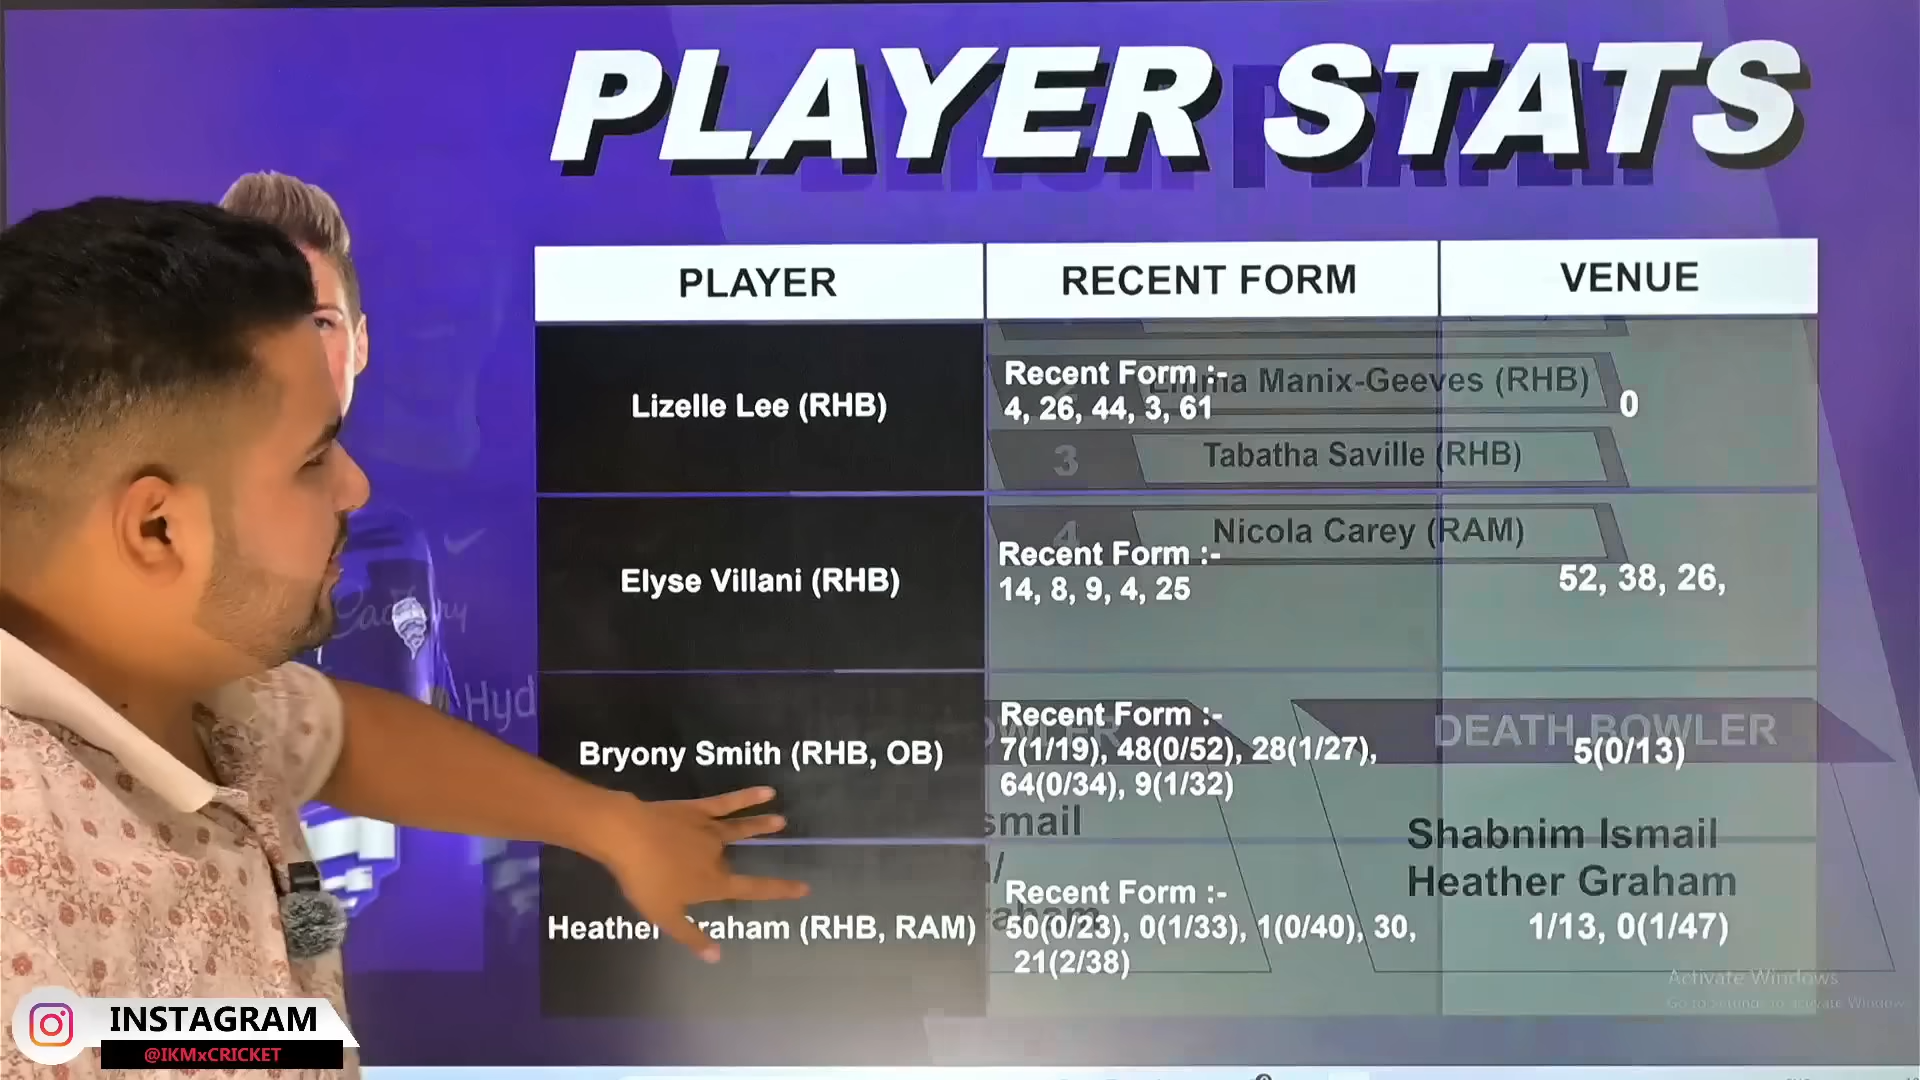 PLAYER STATS
PLAYER
RECENT FORM
VENUE
Lizelle Lee (RHB)
Recent Form :-
4, 26, 44, 3, 61
0
Manix-Geeves (RHB)
3
Tabatha Saville (RHB)
4
Nicola Carey (RAM)
Elyse Villani (RHB)
Recent Form :-
14, 8, 9, 4, 25
52, 38, 26,
Bryony Smith (RHB, OB)
Recent Form :-
7(1/19), 48(0/52), 28(1/27),
64(0/34), 9(1/32)
DEATH BOWLER
5(0/13)
Shabnim Ismail
Heather Graham
(RHB, RAM)
Recent Form :-
50(0/23), 0(1/33), 1(0/40), 30,
21(2/38)
1/13, 0(1/47)
Activate Windows
INSTAGRAM
@IKMxCRICKET